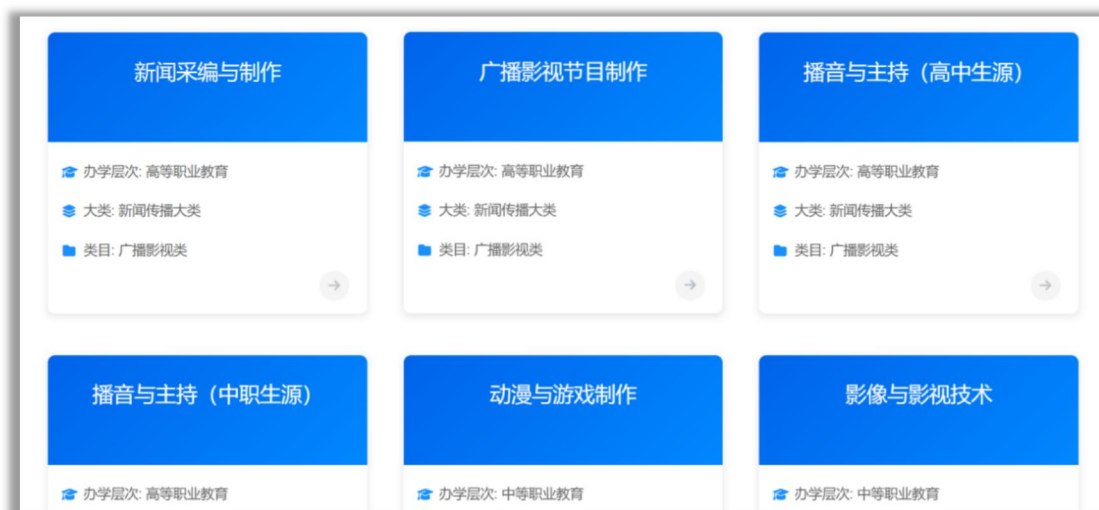 新闻采编与制作
办学层次: 高等职业教育
大类: 新闻传播大类
类目: 广播影视类
广播影视节目制作
办学层次: 高等职业教育
大类: 新闻传播大类
类目: 广播影视类
播音与主持（高中生源）
办学层次: 高等职业教育
大类: 新闻传播大类
类目: 广播影视类
播音与主持（中职生源）
办学层次: 高等职业教育
动漫与游戏制作
办学层次: 中等职业教育
影像与影视技术
办学层次: 中等职业教育